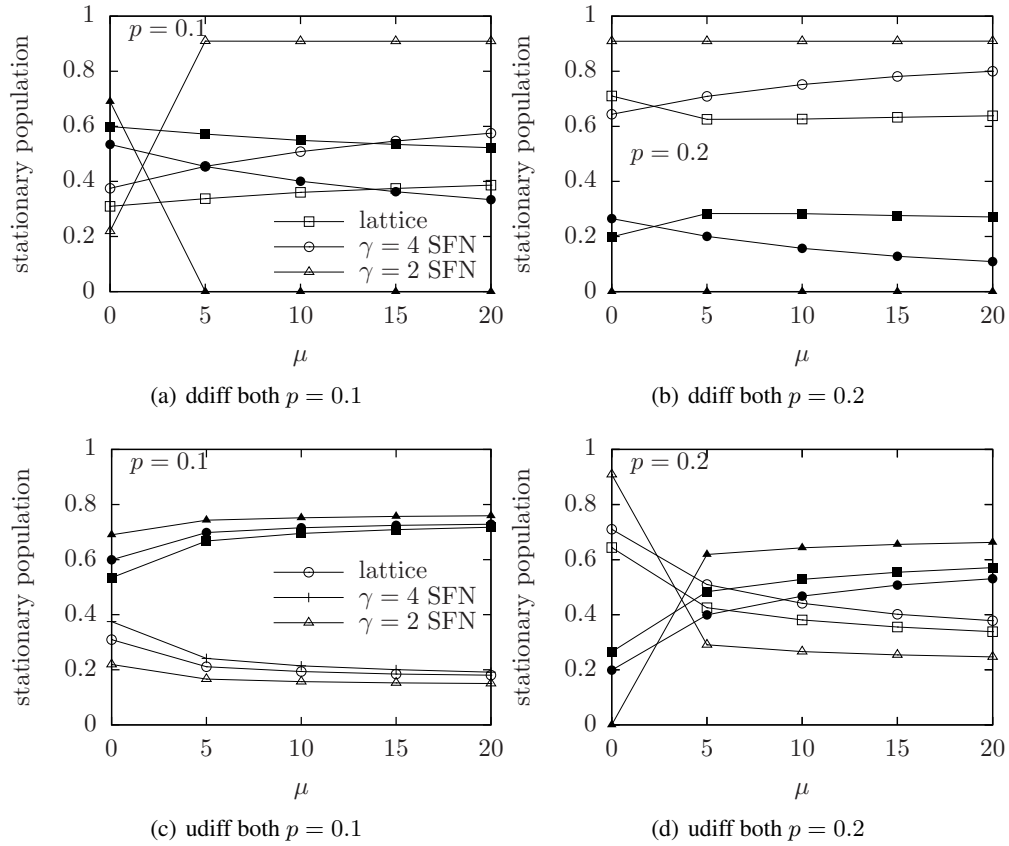 p = 0.1
stationary population
1
0.8
0.6
0.4
0.2
0
lattice
γ = 4 SFN
γ = 2 SFN
0 5 10 15 20
μ
(a) ddiff both p = 0.1
stationary population
1
0.8
0.6
0.4
0.2
0
p = 0.2
0 5 10 15 20
μ
(b) ddiff both p = 0.2
p = 0.1
stationary population
1
0.8
0.6
0.4
0.2
0
lattice
γ = 4 SFN
γ = 2 SFN
0 5 10 15 20
μ
(c) udiff both p = 0.1
p = 0.2
stationary population
1
0.8
0.6
0.4
0.2
0
0 5 10 15 20
μ
(d) udiff both p = 0.2